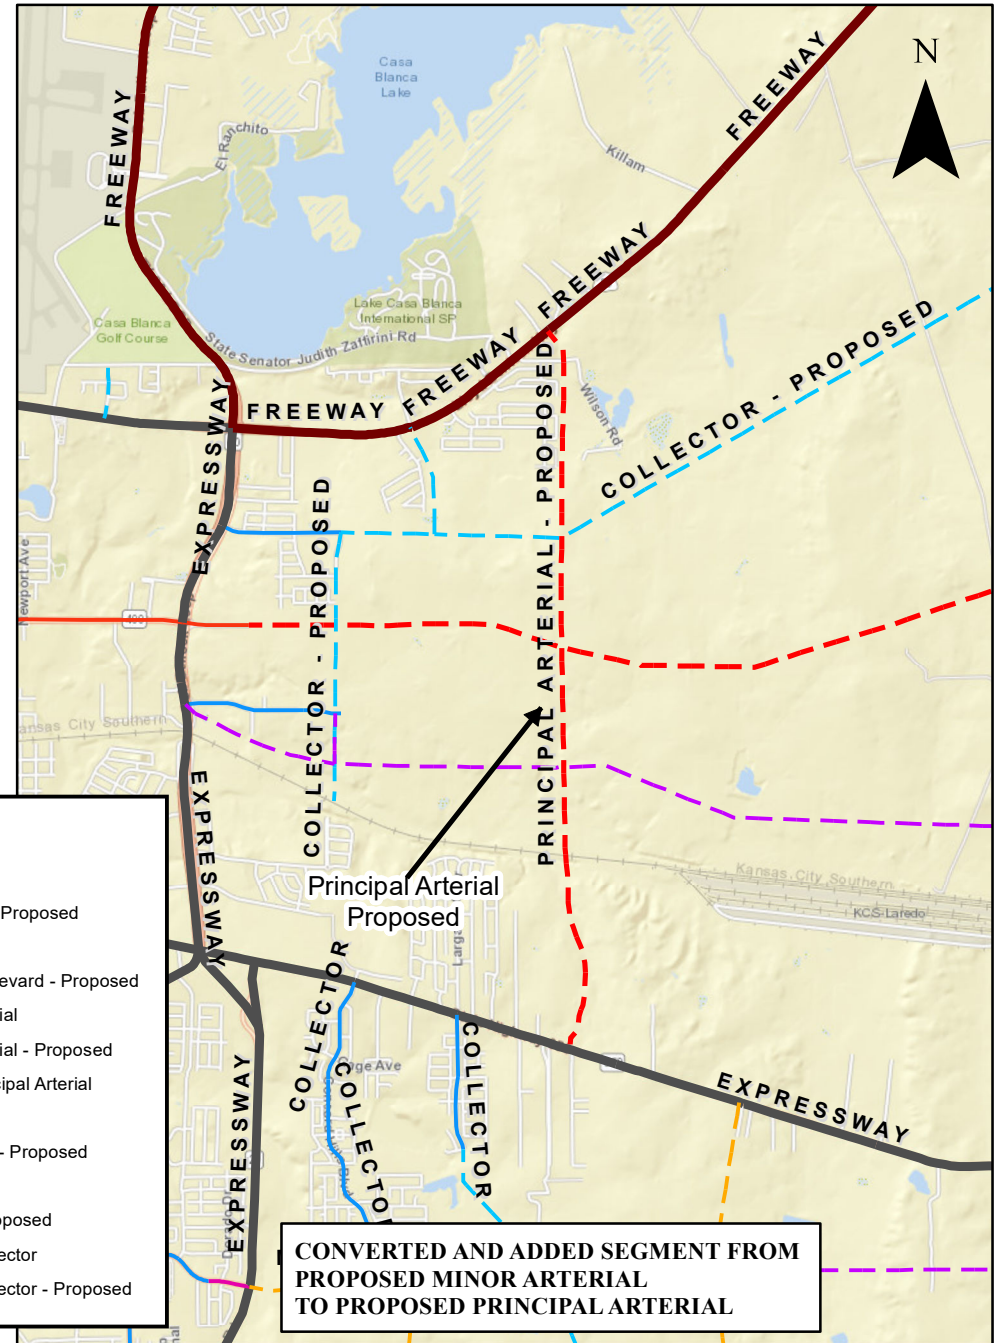 N
Casa
Blanca
Lake
FREEWAY
FREEWAY
El Ranchito
Killam
FREEWAY
Lake Casa Blanca
International SP
Casa Blanca
Golf Course
State Senator Judith Zaffirini Rd
FREEWAY
FREEWAY
Wilson Rd
EXPRESSWAY
COLLECTOR - PROPOSED
COLLECTOR - PROPOSED
PRINCIPAL ARTERIAL - PROPOSED
Newport Ave
ansas City Southern
EXPRESSWAY
Principal Arterial
Proposed
Kansas City Southern
KCS-Laredo
Proposed
evard - Proposed
ial
ial - Proposed
cipal Arterial
- Proposed
oposed
ector
ector - Proposed
COLLECTOR
COLLECTOR
COLLECTOR
EXPRESSWAY
EXPRESSWAY
CONVERTED AND ADDED SEGMENT FROM
PROPOSED MINOR ARTERIAL
TO PROPOSED PRINCIPAL ARTERIAL